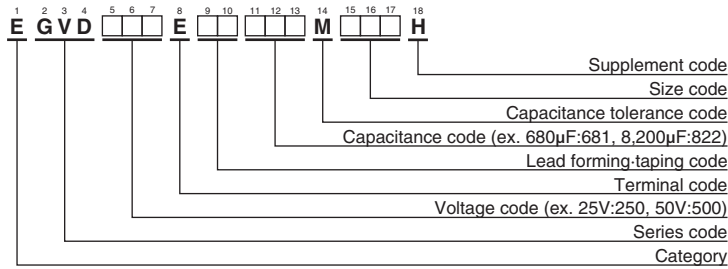 1 2 3 4 5 6 7 8 9 10 11 12 13 14 15 16 17 18
E GVD E M H
Supplement code
Size code
Capacitance tolerance code
Capacitance code (ex. 680μF:681, 8,200μF:822)
Lead forming·taping code
Terminal code
Voltage code (ex. 25V:250, 50V:500)
Series code
Category